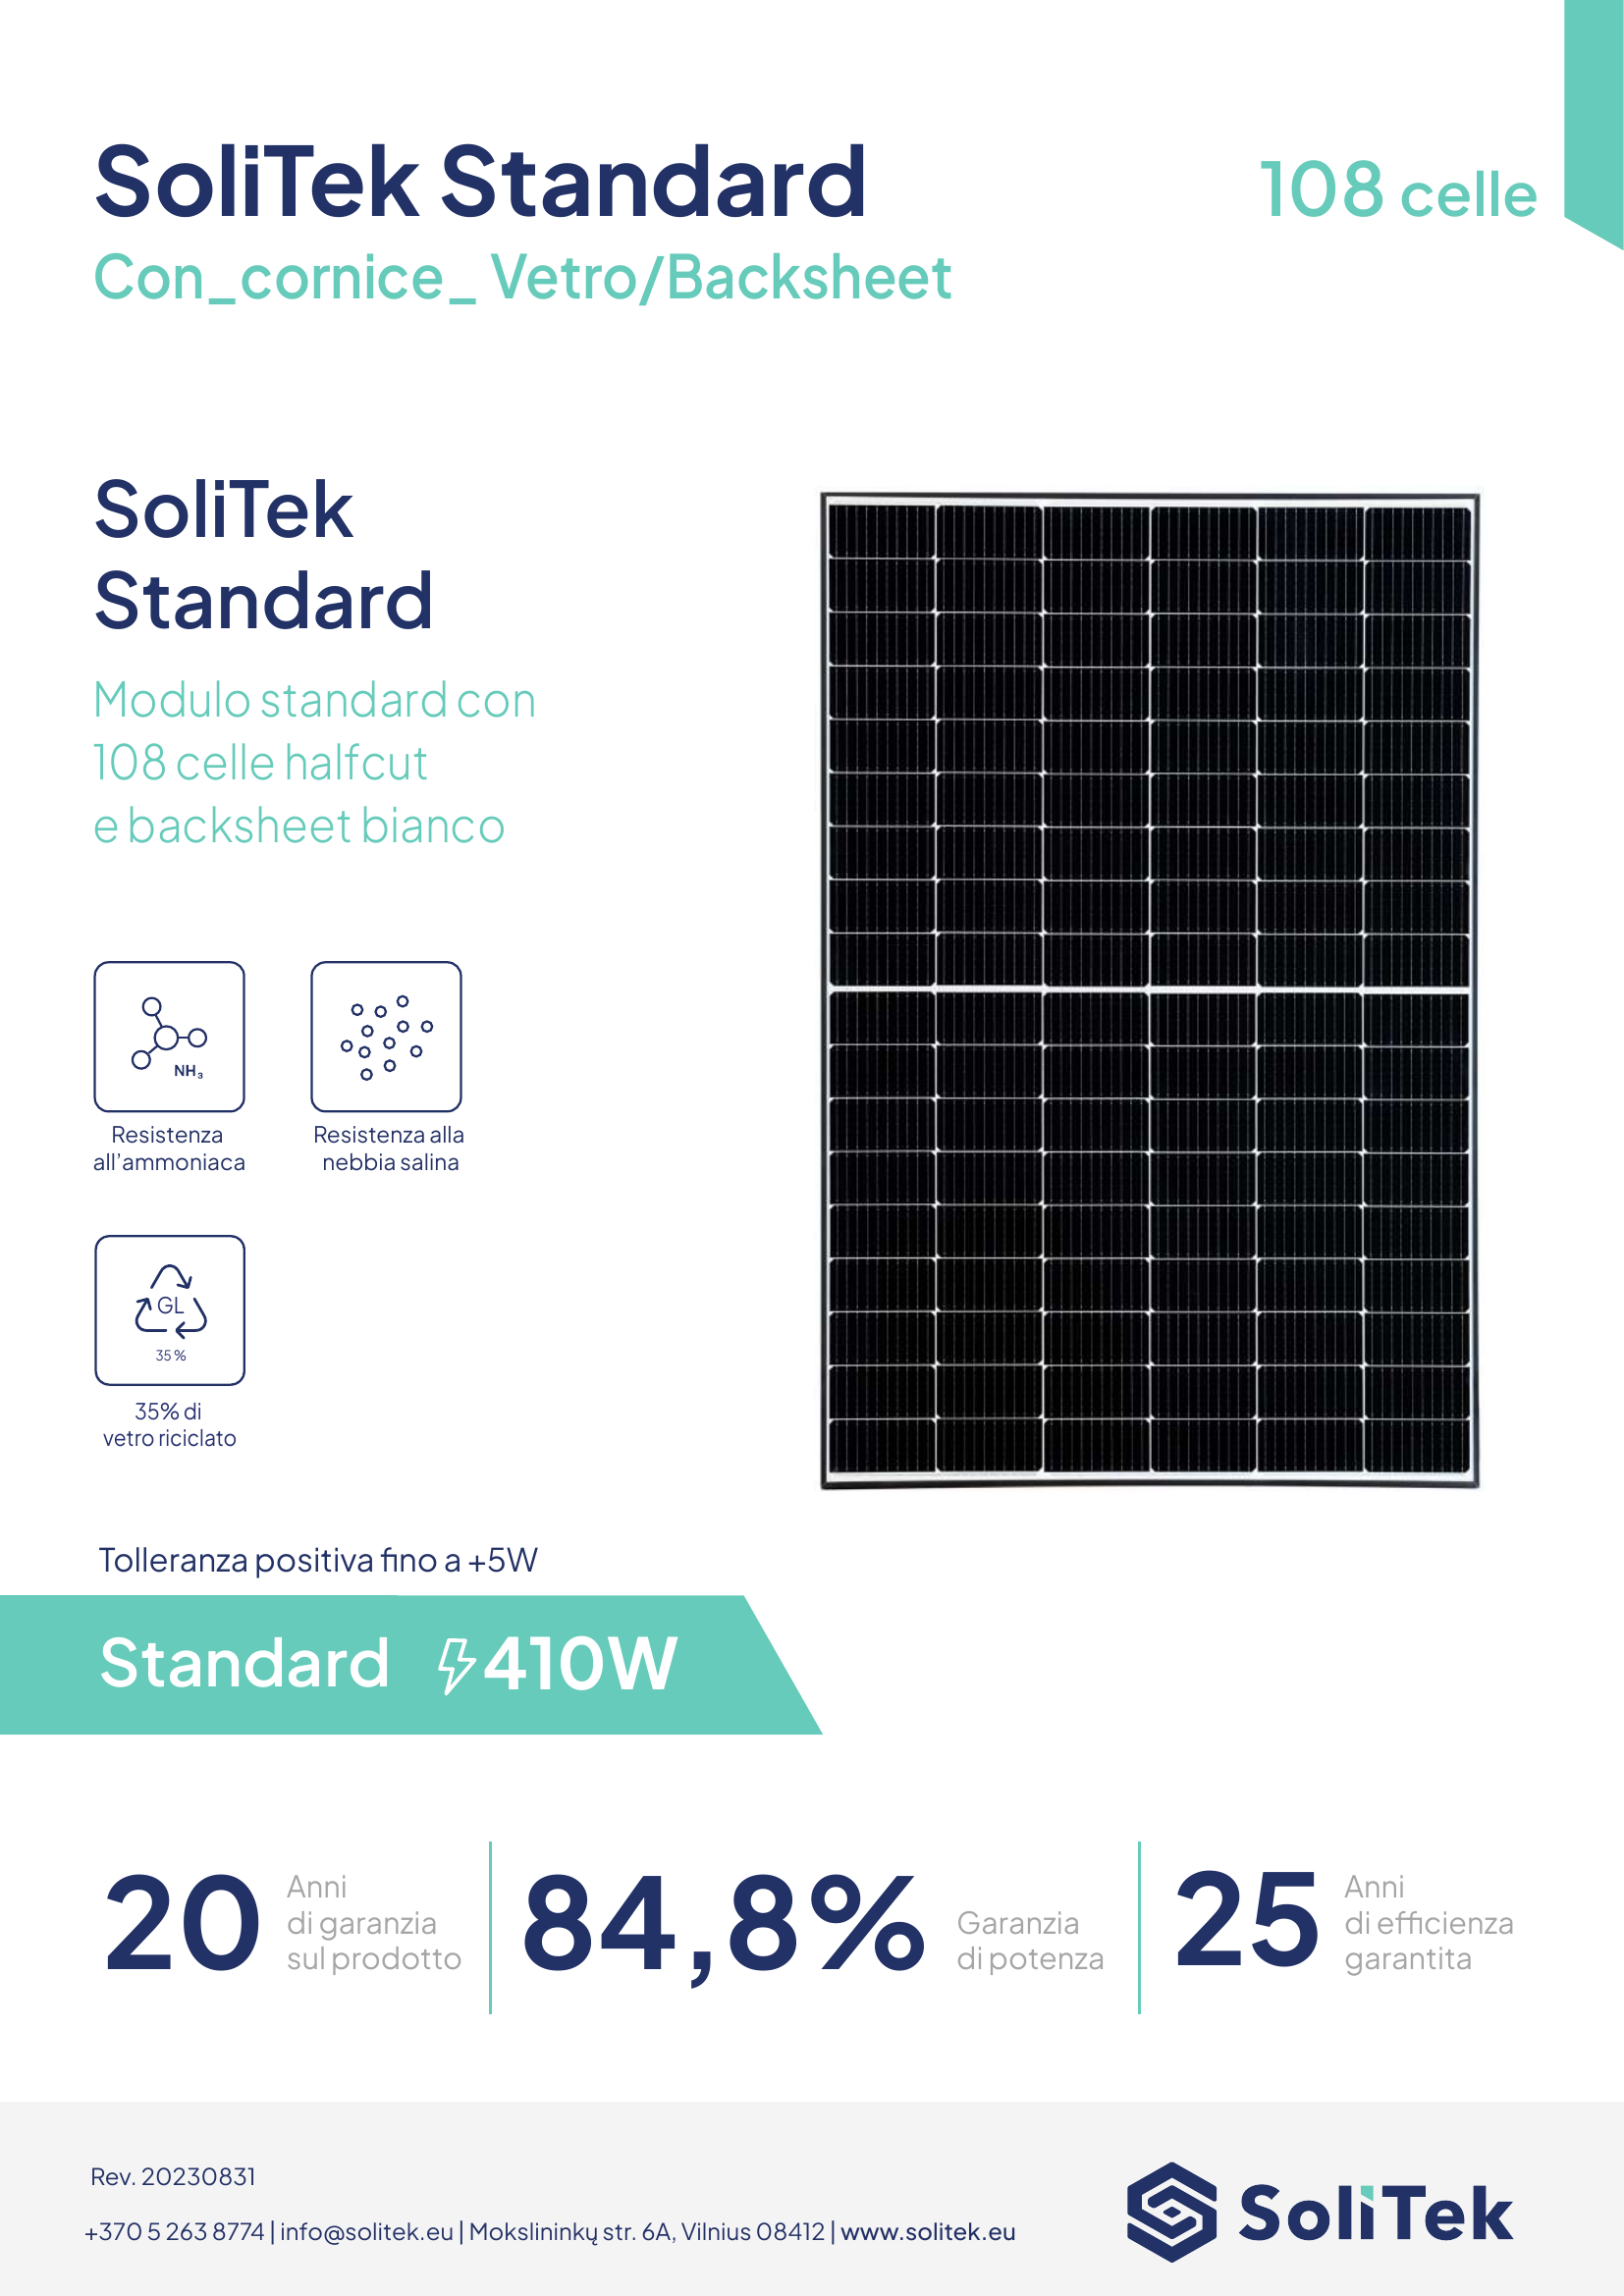 SoliTek Standard
108 celle
Con_cornice_ Vetro/Backsheet
SoliTek
Standard
Modulo standard con
108 celle halfcut
e backsheet bianco
NH₃
Resistenza
all’ammoniaca
Resistenza alla
nebbia salina
GL
35 %
35% di
vetro riciclato
Tolleranza positiva fino a +5W
Standard 410W
20
Anni
di garanzia
sul prodotto
84,8%
Garanzia
di potenza
25
Anni
di efficienza
garantita
Rev. 20230831
+370 5 263 8774 | info@solitek.eu | Mokslininkų str. 6A, Vilnius 08412 | www.solitek.eu
SoliTek